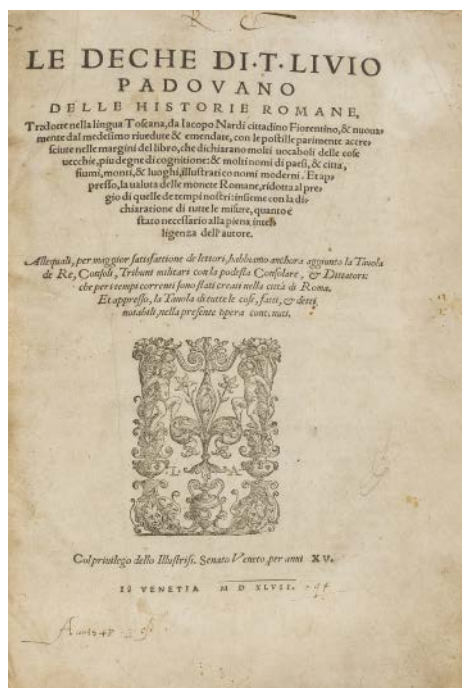 LE DECHE DI·T·LIVIO
PADOVANO
DELLE HISTORIE ROMANE,
Tradotte nella lingua Toscana, da Iacopo Nardi cittadino Fiorentino, & nuoua-
mente dal medesimo riuedute & emendate, con le postille parimente accre-
sciute nelle margini del libro, che dichiarano molti uocaboli delle cose
uecchie, piu degne di cognitione: & molti nomi di paesi, & citta,
fiumi, monti, & luoghi, illustrati co nomi moderni. Et ap-
presso, la ualuta delle monete Romane, ridotta al pre-
gio di quelle de tempi nostri: insieme con la di-
chiaratione di tutte le misure, quanto è
stato necessario alla piena intel-
ligenza dell'autore.
Allequali, per maggior satisfattione de lettori, habbiamo anchora aggionto la Tauola
de Re, Consoli, Tribuni militari con la podesta Consolare, & Dittatori:
che per i tempi correnti sono stati creati nella città di Roma.
Et appresso, la Tauola di tutte le cose, fatti, & detti
notabili, nella presente opera contenuti.
L A
Col priuilego dello Illustriss. Senato Veneto, per anni XV.
IN VENETIA M D XLVII.